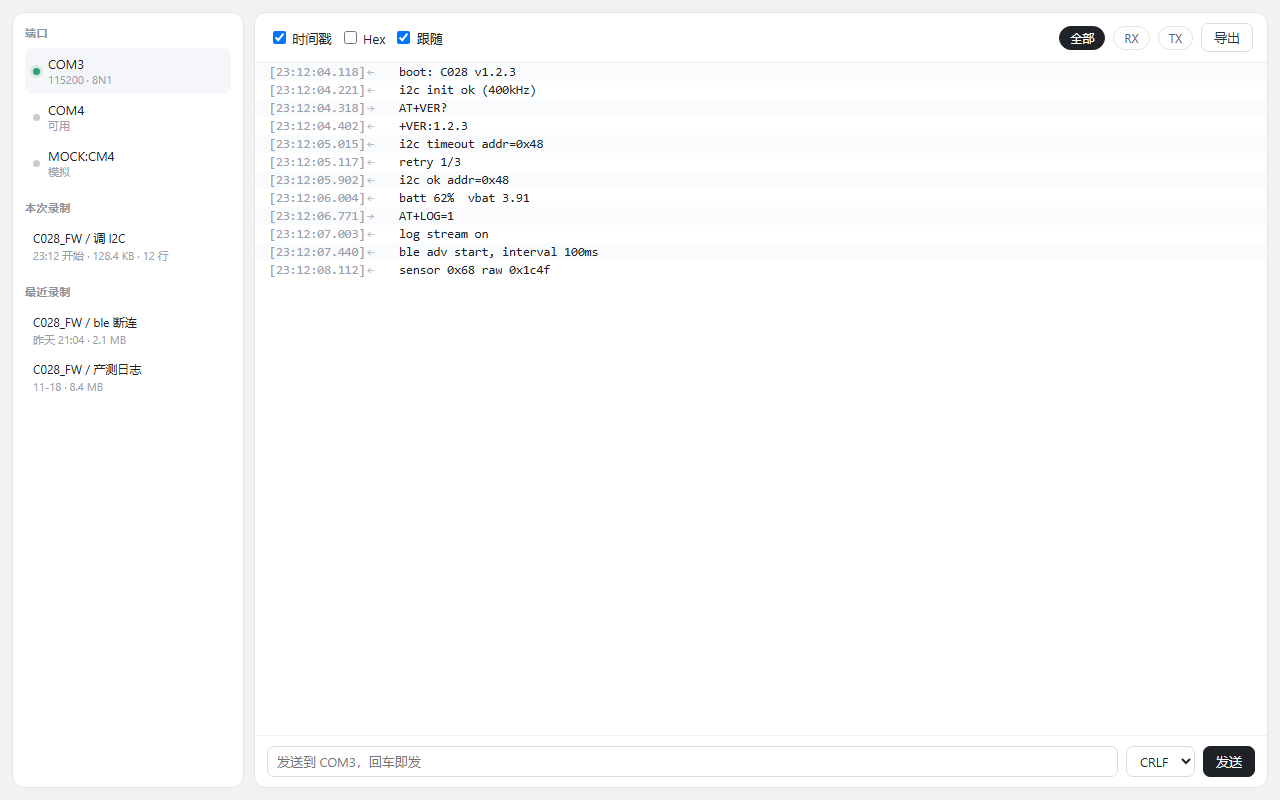 端口
COM3
115200 · 8N1
COM4
可用
MOCK:CM4
模拟
本次录制
C028_FW / 调 I2C
23:12 开始 · 128.4 KB · 12 行
最近录制
C028_FW / ble 断连
昨天 21:04 · 2.1 MB
C028_FW / 产测日志
11-18 · 8.4 MB
时间戳 Hex 跟随 全部 RX TX 导出
[23:12:04.118]← boot: C028 v1.2.3
[23:12:04.221]← i2c init ok (400kHz)
[23:12:04.318]→ AT+VER?
[23:12:04.402]← +VER:1.2.3
[23:12:05.015]← i2c timeout addr=0x48
[23:12:05.117]← retry 1/3
[23:12:05.902]← i2c ok addr=0x48
[23:12:06.004]← batt 62%  vbat 3.91
[23:12:06.771]→ AT+LOG=1
[23:12:07.003]← log stream on
[23:12:07.440]← ble adv start, interval 100ms
[23:12:08.112]← sensor 0x68 raw 0x1c4f
发送到 COM3，回车即发 CRLF 发送